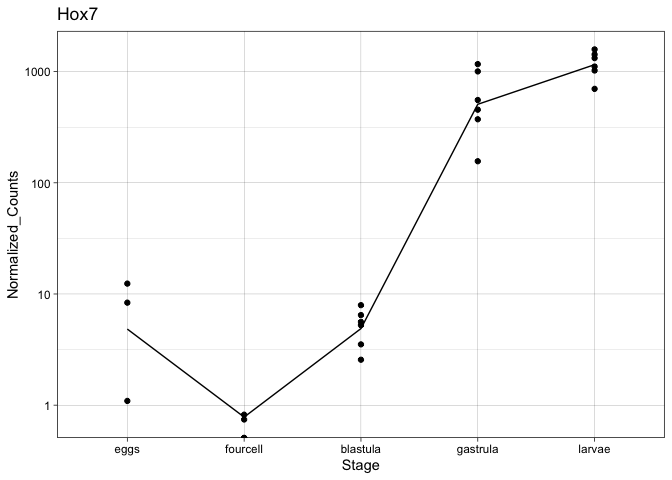 Hox7
Normalized_Counts
1000
100
10
1
eggs fourcell blastula gastrula larvae
Stage